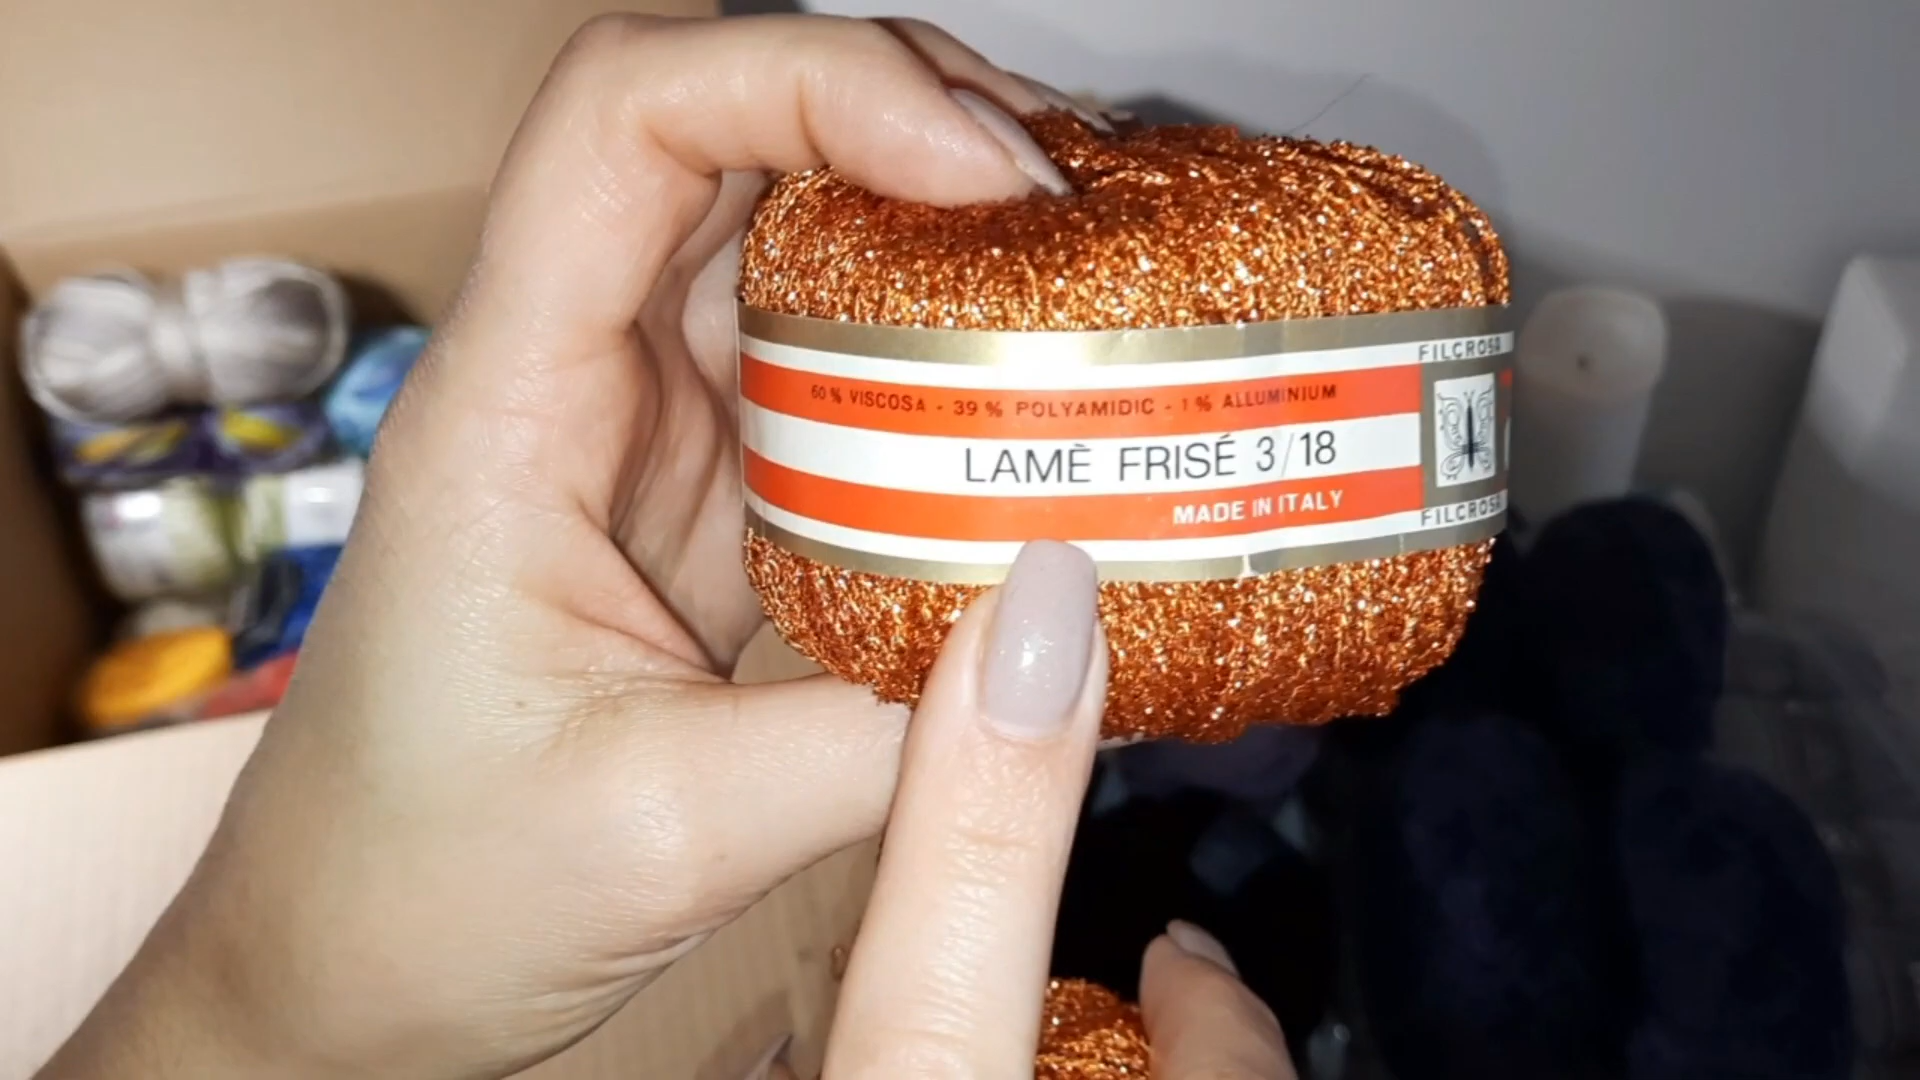 FILCROSA
60 % VISCOSA - 39 % POLYAMIDIC - 1 % ALLUMINIUM
LAMÈ FRISÉ 3/18
MADE IN ITALY
FILCROSA